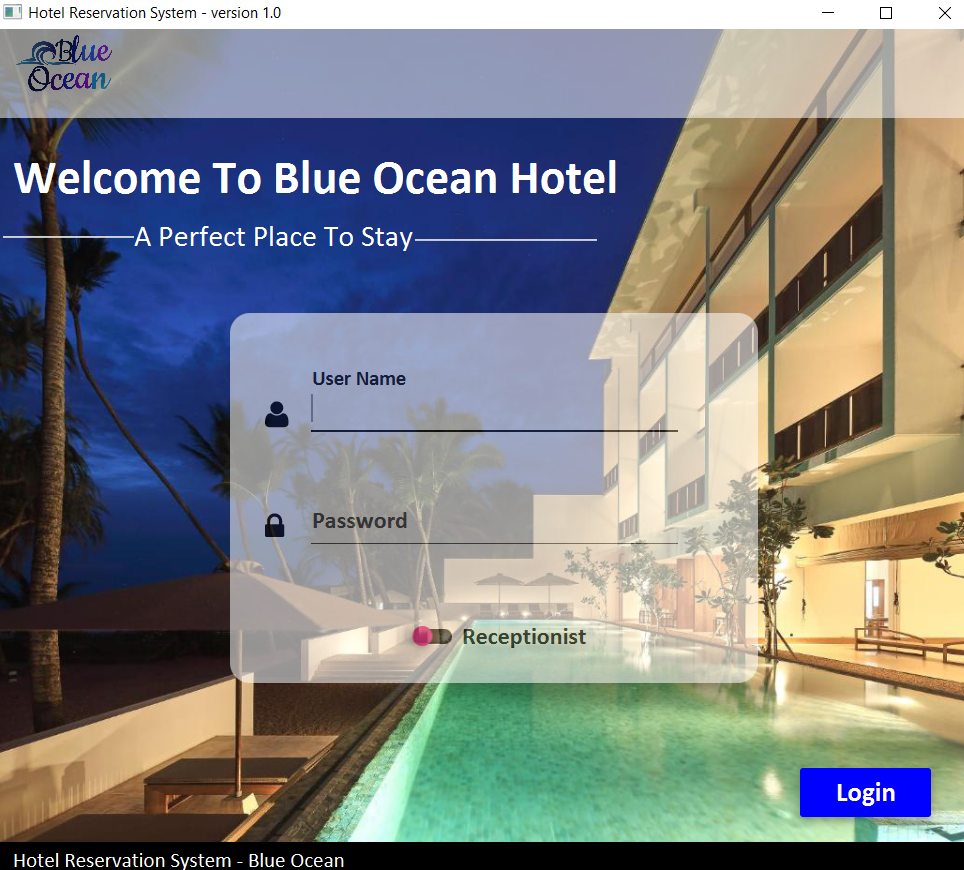 Hotel Reservation System - version 1.0
Blue
Ocean
Welcome To Blue Ocean Hotel
A Perfect Place To Stay
User Name
Password
Receptionist
Login
Hotel Reservation System - Blue Ocean